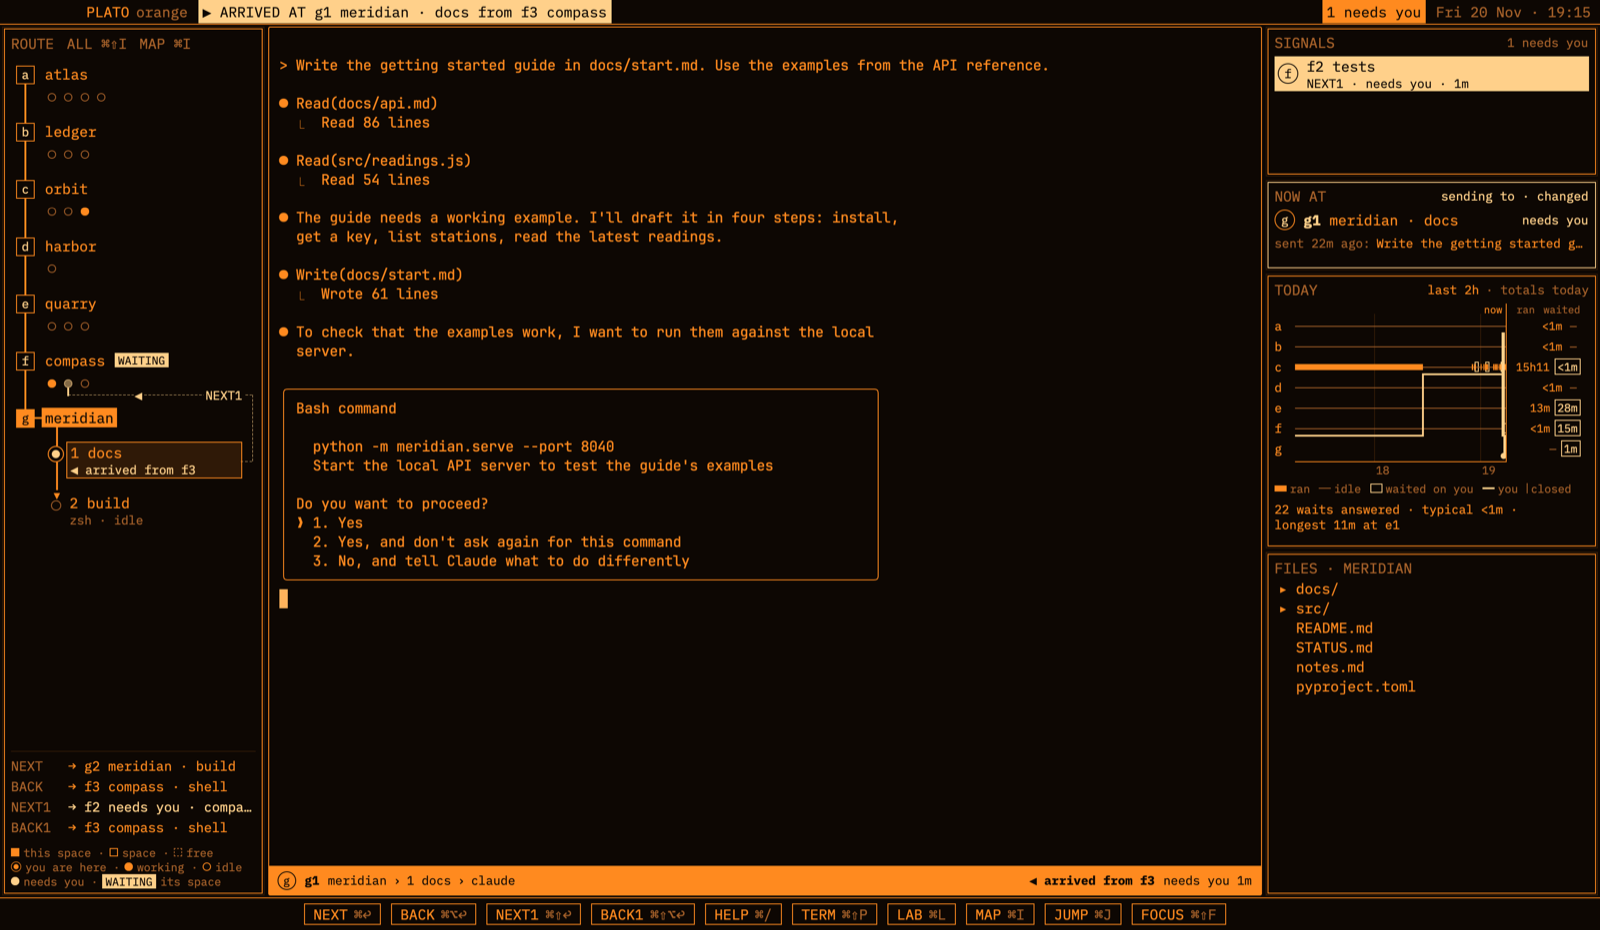 PLATO orange
▶ ARRIVED AT g1 meridian · docs from f3 compass
1 needs you
Fri 20 Nov · 19:15
ROUTE ALL ⌘⇧I MAP ⌘I
a atlas
b ledger
c orbit
d harbor
e quarry
f compass WAITING
NEXT1
g meridian
1 docs
◀ arrived from f3
2 build
zsh · idle
NEXT → g2 meridian · build
BACK → f3 compass · shell
NEXT1 → f2 needs you · compa…
BACK1 → f3 compass · shell
this space · space · free
you are here · working · idle
needs you · WAITING its space
> Write the getting started guide in docs/start.md. Use the examples from the API reference.
● Read(docs/api.md)
└ Read 86 lines
● Read(src/readings.js)
└ Read 54 lines
● The guide needs a working example. I'll draft it in four steps: install,
get a key, list stations, read the latest readings.
● Write(docs/start.md)
└ Wrote 61 lines
● To check that the examples work, I want to run them against the local
server.
Bash command
python -m meridian.serve --port 8040
Start the local API server to test the guide's examples
Do you want to proceed?
❯ 1. Yes
2. Yes, and don't ask again for this command
3. No, and tell Claude what to do differently
g g1 meridian › 1 docs › claude
◀ arrived from f3 needs you 1m
SIGNALS 1 needs you
f f2 tests
NEXT1 · needs you · 1m
NOW AT sending to · changed
g g1 meridian · docs needs you
sent 22m ago: Write the getting started g…
TODAY last 2h · totals today
now ran waited
a <1m —
b <1m —
c 15h11 <1m
d <1m —
e 13m 28m
f <1m 15m
g — 1m
18 19
ran idle waited on you you closed
22 waits answered · typical <1m ·
longest 11m at e1
FILES · MERIDIAN
▸ docs/
▸ src/
README.md
STATUS.md
notes.md
pyproject.toml
NEXT ⌘↩ BACK ⌘⌥↩ NEXT1 ⌘⇧↩ BACK1 ⌘⇧⌥↩ HELP ⌘/ TERM ⌘⇧P LAB ⌘L MAP ⌘I JUMP ⌘J FOCUS ⌘⇧F